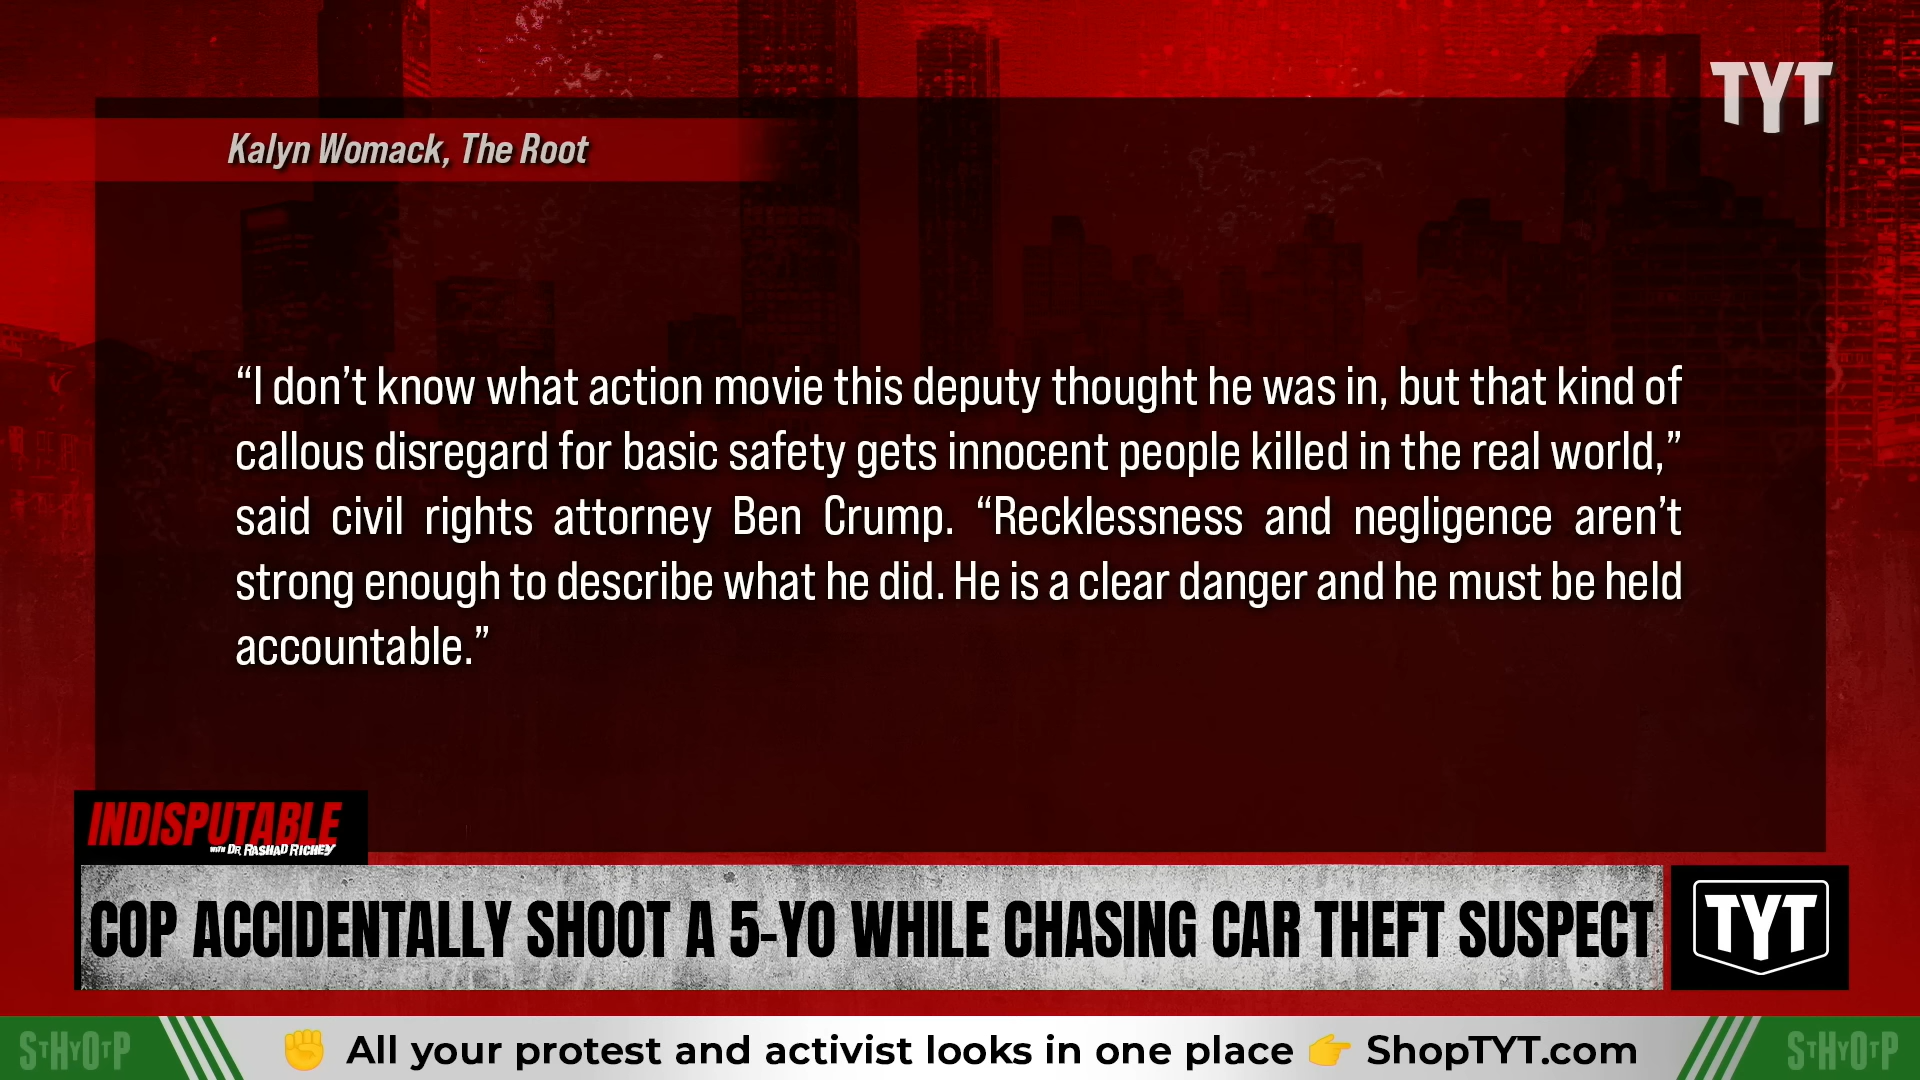 TYT
Kalyn Womack, The Root
“I don’t know what action movie this deputy thought he was in, but that kind of
callous disregard for basic safety gets innocent people killed in the real world,”
said civil rights attorney Ben Crump. “Recklessness and negligence aren’t
strong enough to describe what he did. He is a clear danger and he must be held
accountable.”
INDISPUTABLE
WITH DR. RASHAD RICHEY
COP ACCIDENTALLY SHOOT A 5-YO WHILE CHASING CAR THEFT SUSPECT
TYT
SHOP TYT
✊ All your protest and activist looks in one place 👉 ShopTYT.com
SHOP TYT